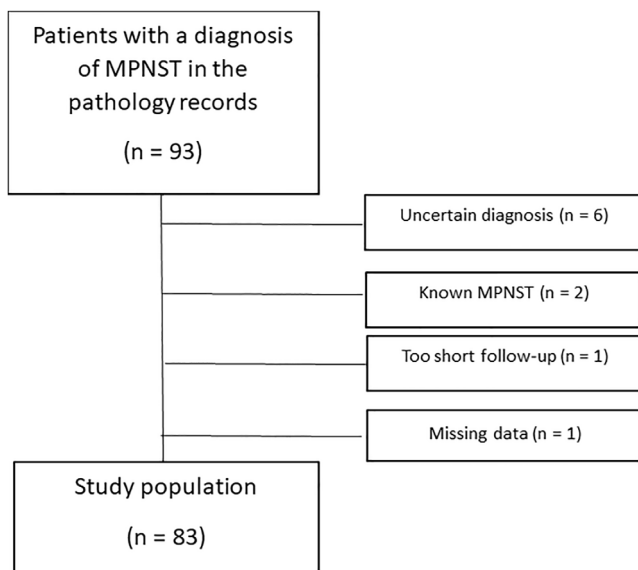 Patients with a diagnosis
of MPNST in the
pathology records
(n = 93)
Uncertain diagnosis (n = 6)
Known MPNST (n = 2)
Too short follow-up (n = 1)
Missing data (n = 1)
Study population
(n = 83)